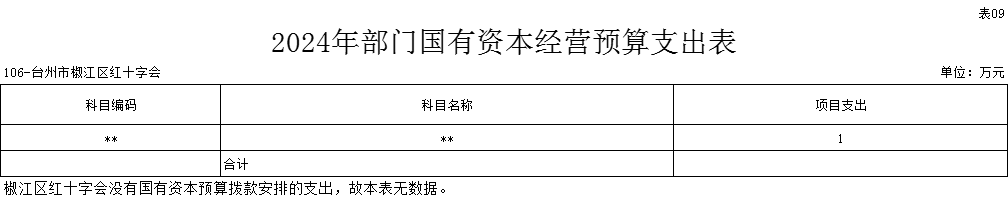 表09
2024年部门国有资本经营预算支出表
106-台州市椒江区红十字会 单位：万元
科目编码 科目名称 项目支出
** ** 1
合计
椒江区红十字会没有国有资本预算拨款安排的支出，故本表无数据。